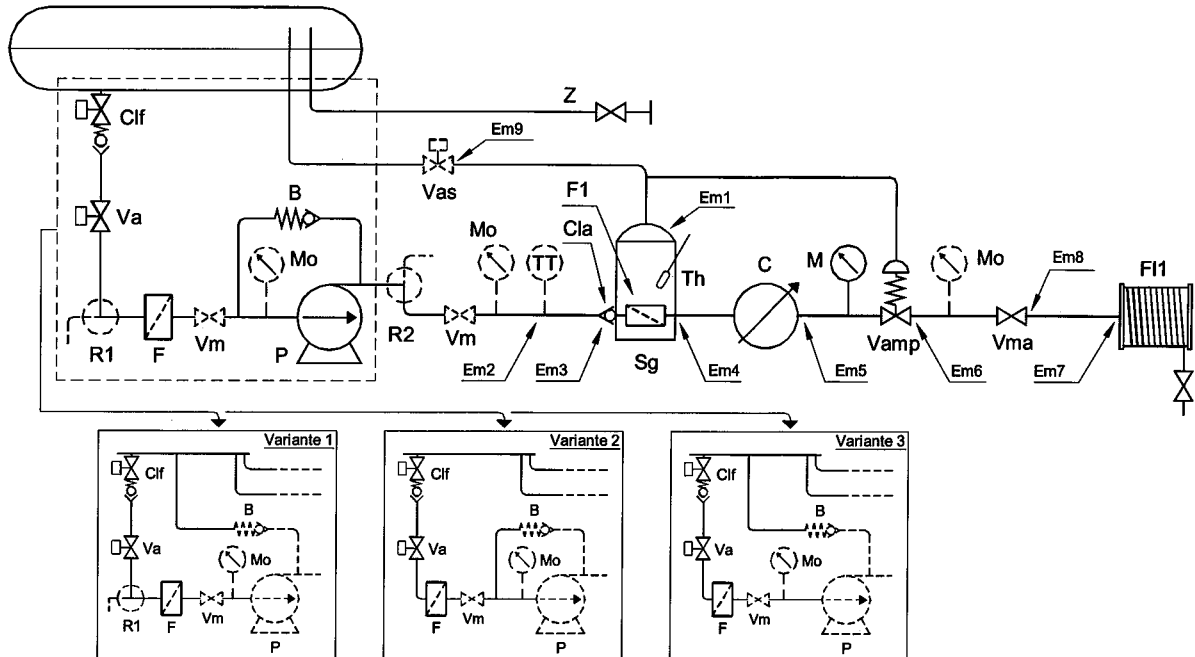 Z
Clf
Em9
Vas
B
F1
Em1
Va
Mo
Mo
Cla
TT
Th
C
M
Mo
Em8
Fl1
R1
F
Vm
P
R2
Vm
Em2
Em3
Sg
Em4
Em5
Vamp
Em6
Vma
Em7
Variante 1
Clf
B
Va
Mo
R1
F
Vm
P
Variante 2
Clf
B
Va
Mo
F
Vm
P
Variante 3
Clf
B
Va
Mo
F
Vm
P